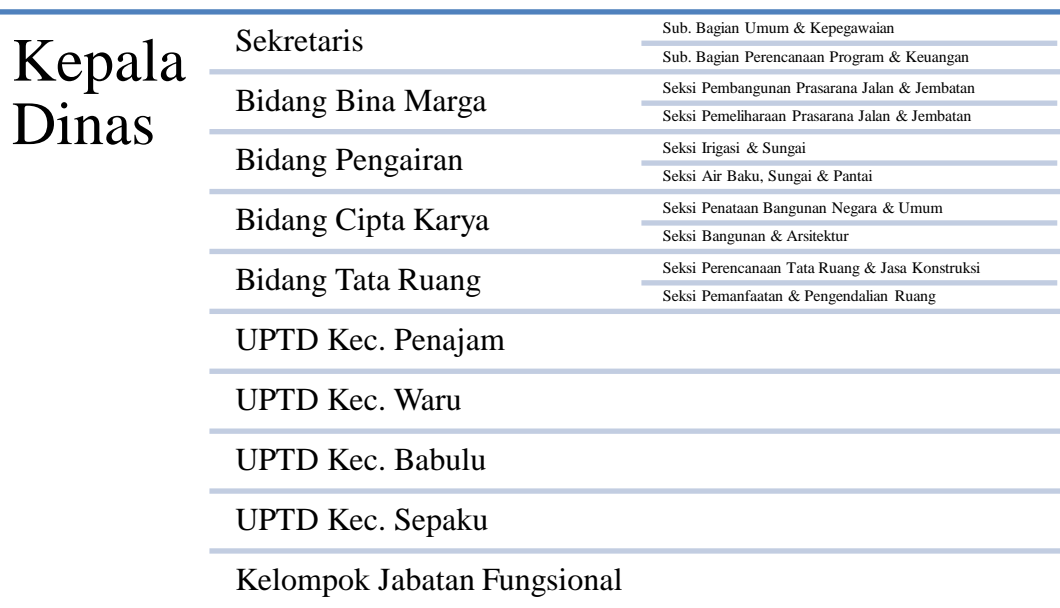 Kepala
Dinas
Sekretaris
Sub. Bagian Umum & Kepegawaian
Sub. Bagian Perencanaan Program & Keuangan
Bidang Bina Marga
Seksi Pembangunan Prasarana Jalan & Jembatan
Seksi Pemeliharaan Prasarana Jalan & Jembatan
Bidang Pengairan
Seksi Irigasi & Sungai
Seksi Air Baku, Sungai & Pantai
Bidang Cipta Karya
Seksi Penataan Bangunan Negara & Umum
Seksi Bangunan & Arsitektur
Bidang Tata Ruang
Seksi Perencanaan Tata Ruang & Jasa Konstruksi
Seksi Pemanfaatan & Pengendalian Ruang
UPTD Kec. Penajam
UPTD Kec. Waru
UPTD Kec. Babulu
UPTD Kec. Sepaku
Kelompok Jabatan Fungsional